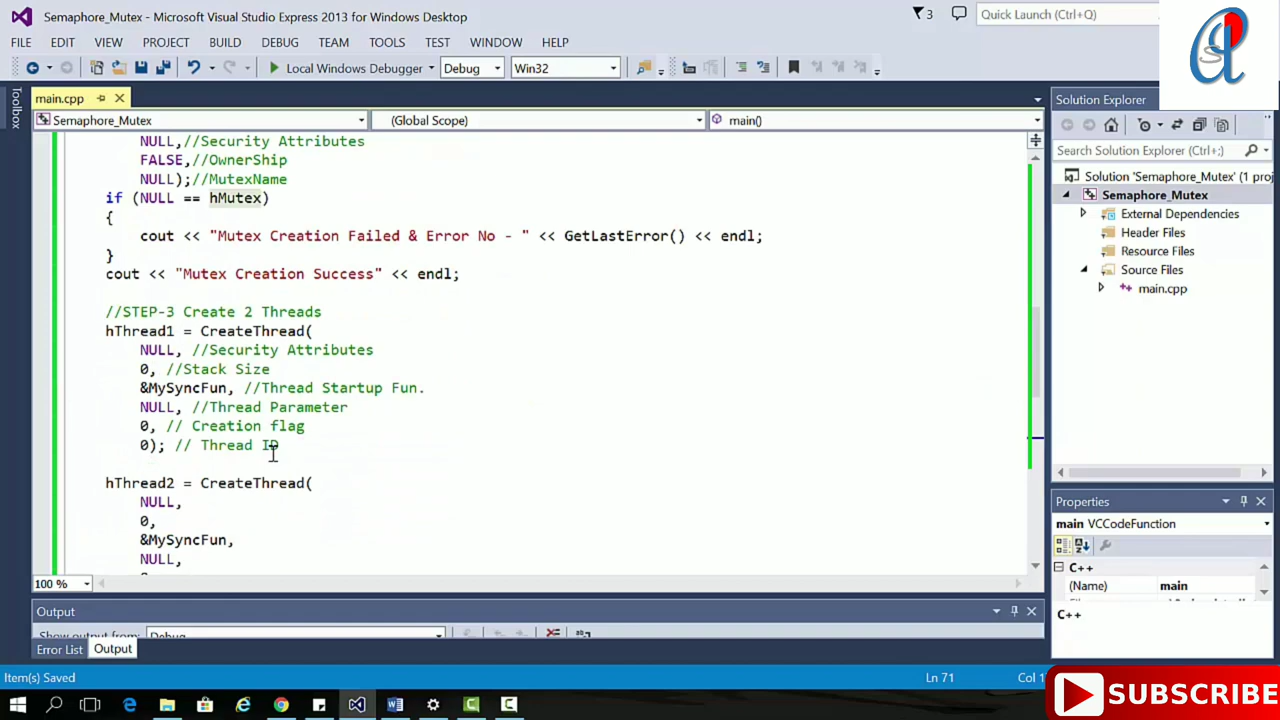 Semaphore_Mutex - Microsoft Visual Studio Express 2013 for Windows Desktop
3
Quick Launch (Ctrl+Q)
FILE EDIT VIEW PROJECT BUILD DEBUG TEAM TOOLS TEST WINDOW HELP
Local Windows Debugger Debug Win32
Toolbox
main.cpp
Semaphore_Mutex (Global Scope) main()
NULL,//Security Attributes
FALSE,//OwnerShip
NULL);//MutexName
if (NULL == hMutex)
{
cout << "Mutex Creation Failed & Error No - " << GetLastError() << endl;
}
cout << "Mutex Creation Success" << endl;
//STEP-3 Create 2 Threads
hThread1 = CreateThread(
NULL, //Security Attributes
0, //Stack Size
&MySyncFun, //Thread Startup Fun.
NULL, //Thread Parameter
0, // Creation flag
0); // Thread ID
hThread2 = CreateThread(
NULL,
0,
&MySyncFun,
NULL,
100 %
Output
Show output from: Debug
Error List Output
Solution Explorer
Search Solution Explorer (Ctrl+;)
Solution 'Semaphore_Mutex' (1 proj
Semaphore_Mutex
External Dependencies
Header Files
Resource Files
Source Files
main.cpp
Properties
main VCCodeFunction
C++
(Name) main
C++
Item(s) Saved Ln 71 Col 1
SUBSCRIBE